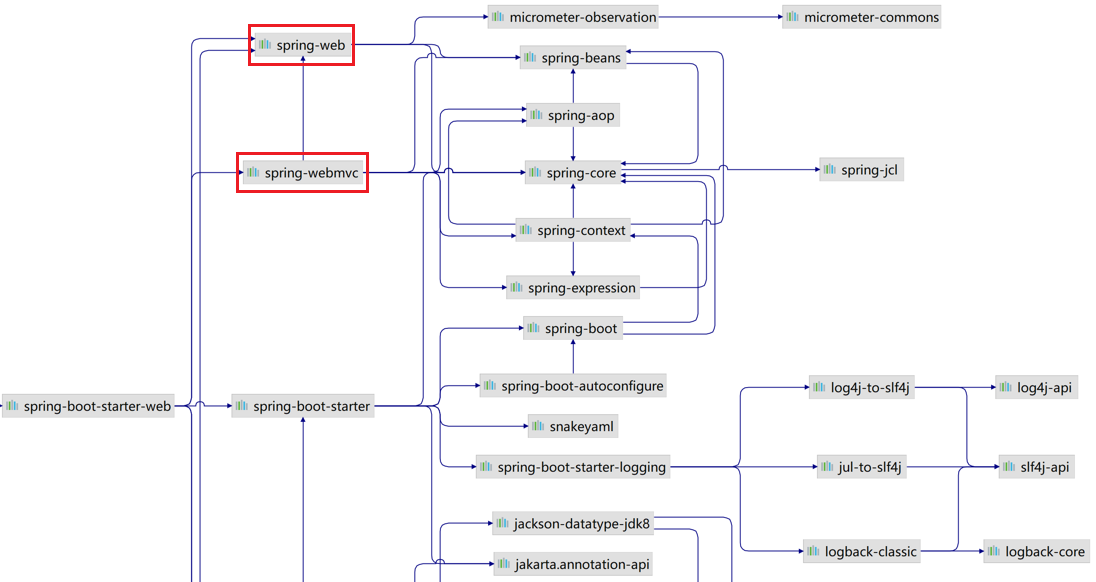 micrometer-observation
micrometer-commons
spring-web
spring-beans
spring-aop
spring-webmvc
spring-core
spring-jcl
spring-context
spring-expression
spring-boot
spring-boot-autoconfigure
log4j-to-slf4j
log4j-api
spring-boot-starter-web
spring-boot-starter
snakeyaml
spring-boot-starter-logging
jul-to-slf4j
slf4j-api
jackson-datatype-jdk8
logback-classic
logback-core
jakarta.annotation-api